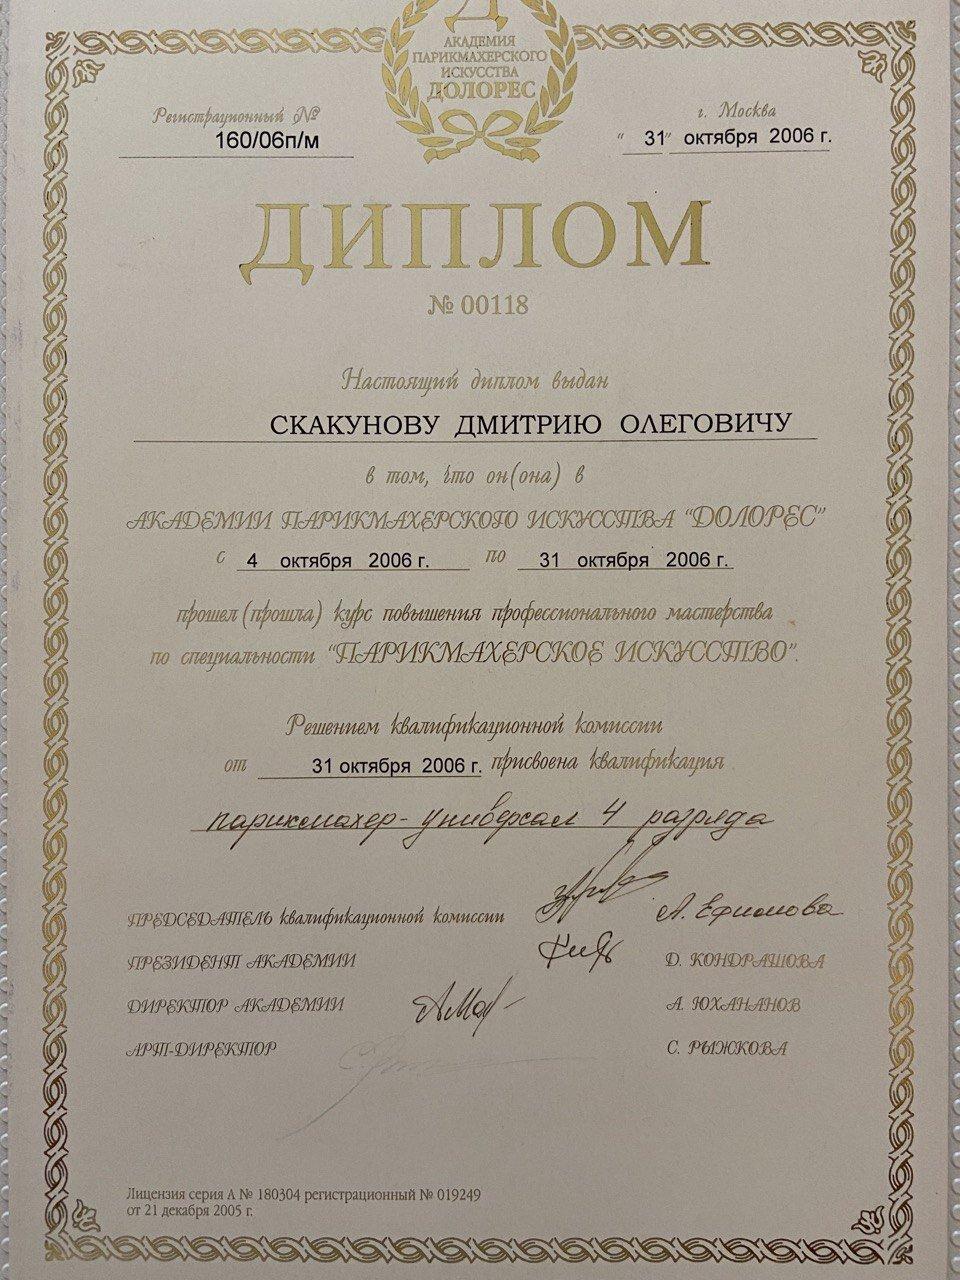 Д
АКАДЕМИЯ
ПАРИКМАХЕРСКОГО
ИСКУССТВА
ДОЛОРЕС
Регистрационный №
160/06п/м
г. Москва
"31" октября 2006 г.
ДИПЛОМ
№ 00118
Настоящий диплом выдан
СКАКУНОВУ ДМИТРИЮ ОЛЕГОВИЧУ
в том, что он(она) в
АКАДЕМИИ ПАРИКМАХЕРСКОГО ИСКУССТВА "ДОЛОРЕС"
с 4 октября 2006 г. по 31 октября 2006 г.
прошел (прошла) курс повышения профессионального мастерства
по специальности "ПАРИКМАХЕРСКОЕ ИСКУССТВО".
Решением квалификационной комиссии
от 31 октября 2006 г. присвоена квалификация
парикмахер-универсал 4 разряда
ПРЕДСЕДАТЕЛЬ квалификационной комиссии А. Ефимова
ПРЕЗИДЕНТ АКАДЕМИИ Д. КОНДРАШОВА
ДИРЕКТОР АКАДЕМИИ А. ЮХАНАНОВ
АРТ-ДИРЕКТОР С. РЫЖКОВА
Лицензия серия А № 180304 регистрационный № 019249
от 21 декабря 2005 г.